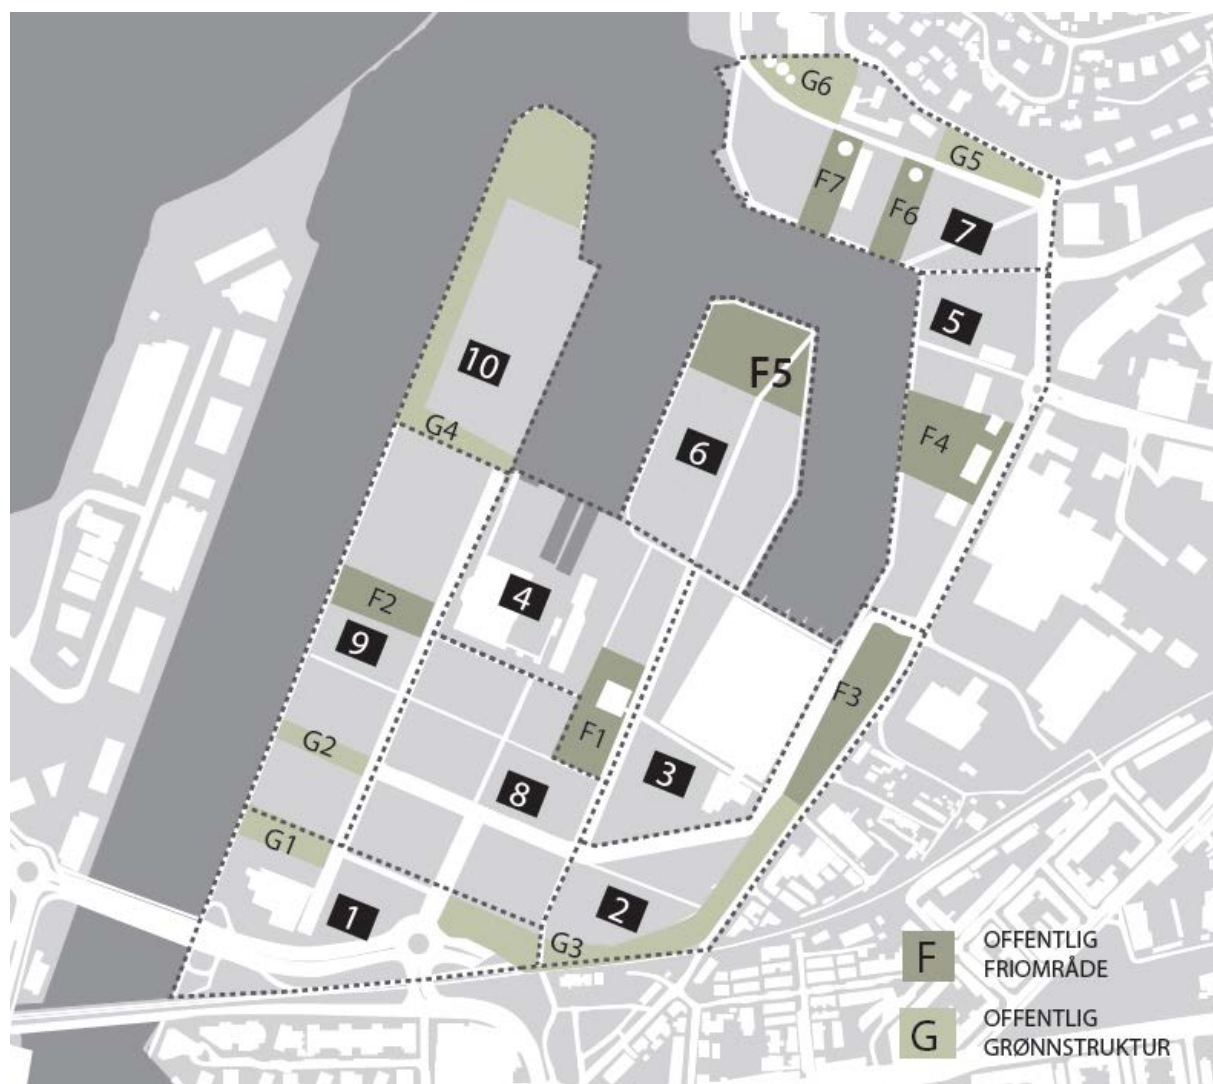 G6
G5
F7
F6
7
5
10
F5
G4
6
F4
F2
4
9
F3
F1
G2
3
8
G1
1
2
G3
F OFFENTLIG
FRIOMRÅDE
G OFFENTLIG
GRØNNSTRUKTUR